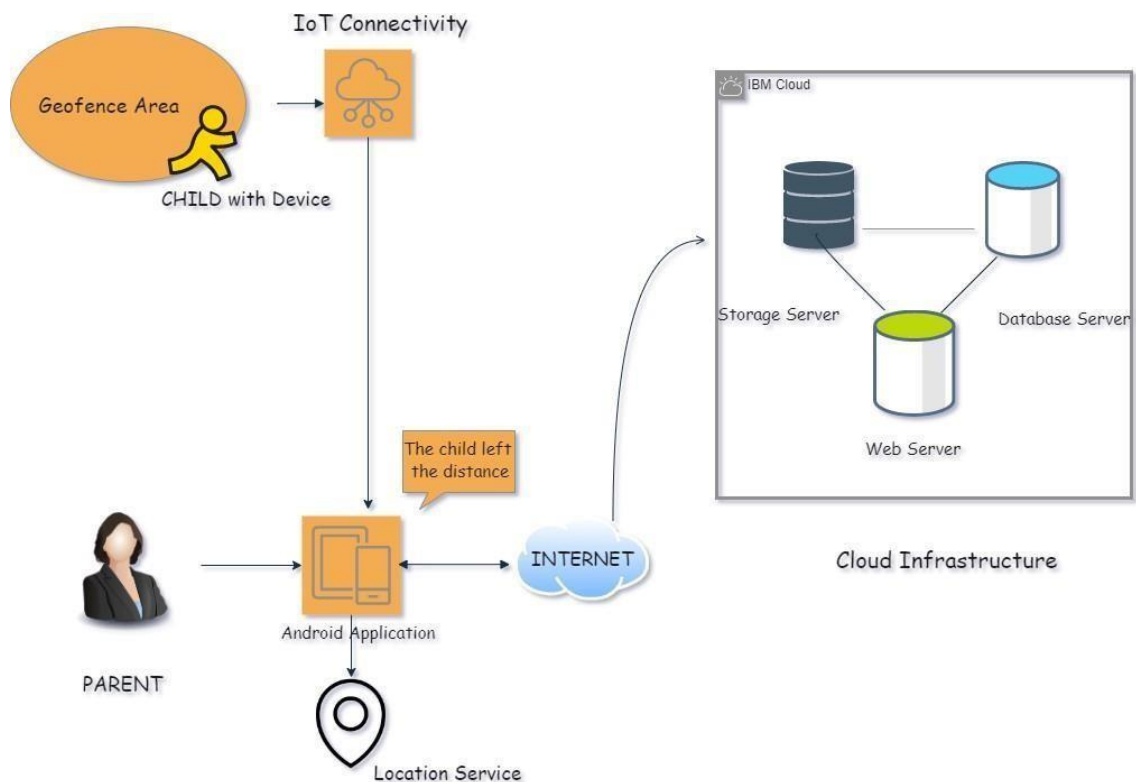 IoT Connectivity
Geofence Area
CHILD with Device
IBM Cloud
Storage Server
Database Server
Web Server
Cloud Infrastructure
The child left
the distance
INTERNET
Android Application
PARENT
Location Service